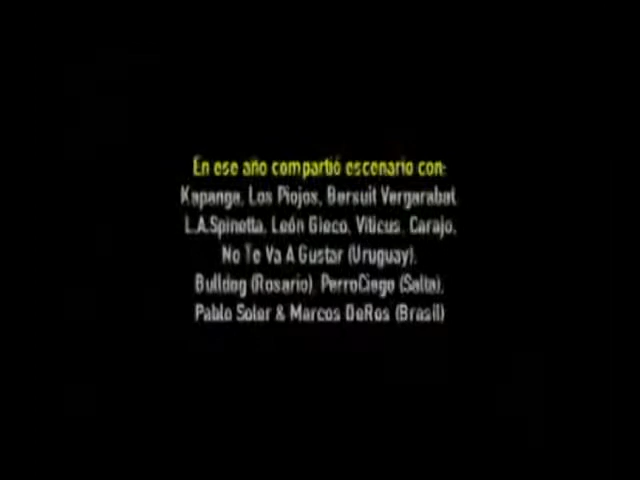 En ese año compartió escenario con:
Kapanga, Los Piojos, Bersuit Vergarabat,
L.A.Spinetta, León Gieco, Viticus, Carajo,
No Te Va A Gustar (Uruguay),
Bulldog (Rosario), PerroCiego (Salta),
Pablo Soler & Marcos DeRos (Brasil)